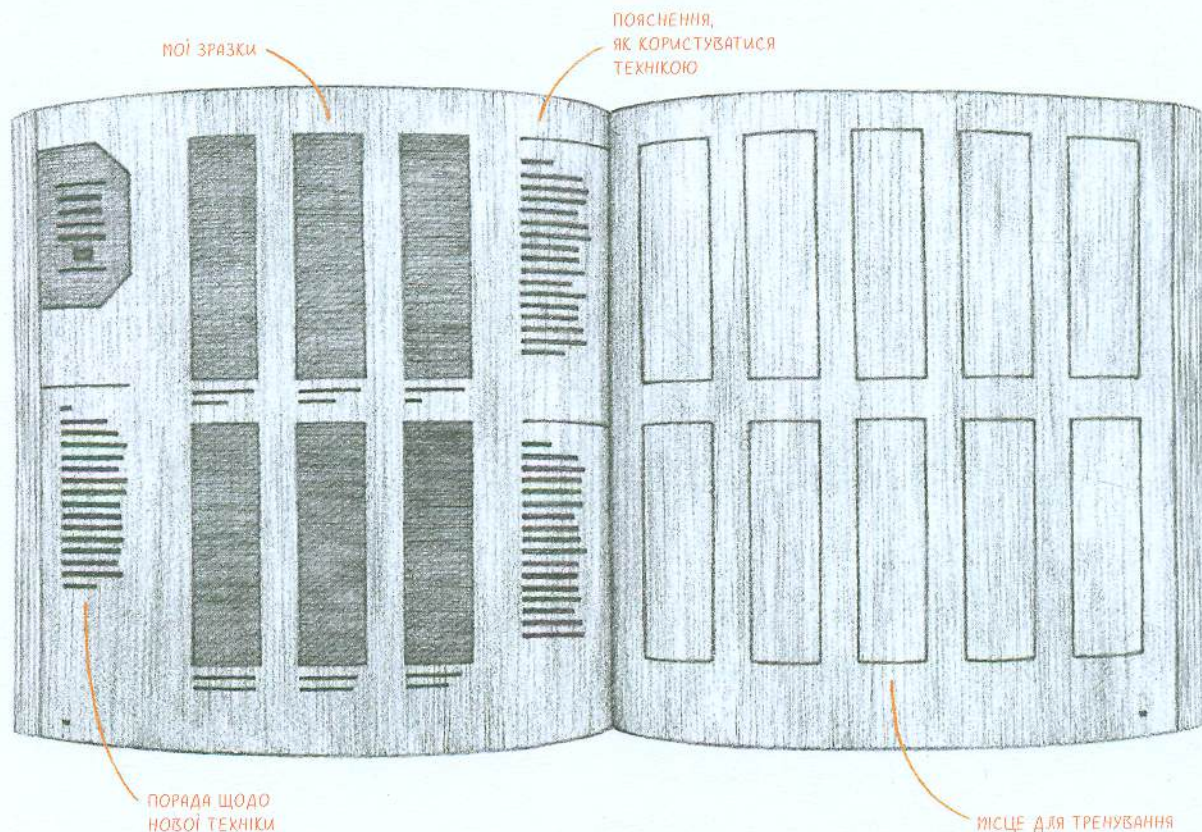 МОЇ ЗРАЗКИ
ПОЯСНЕННЯ,
ЯК КОРИСТУВАТИСЯ
ТЕХНІКОЮ
ПОРАДА ЩОДО
НОВОЇ ТЕХНІКИ
МІСЦЕ ДЛЯ ТРЕНУВАННЯ